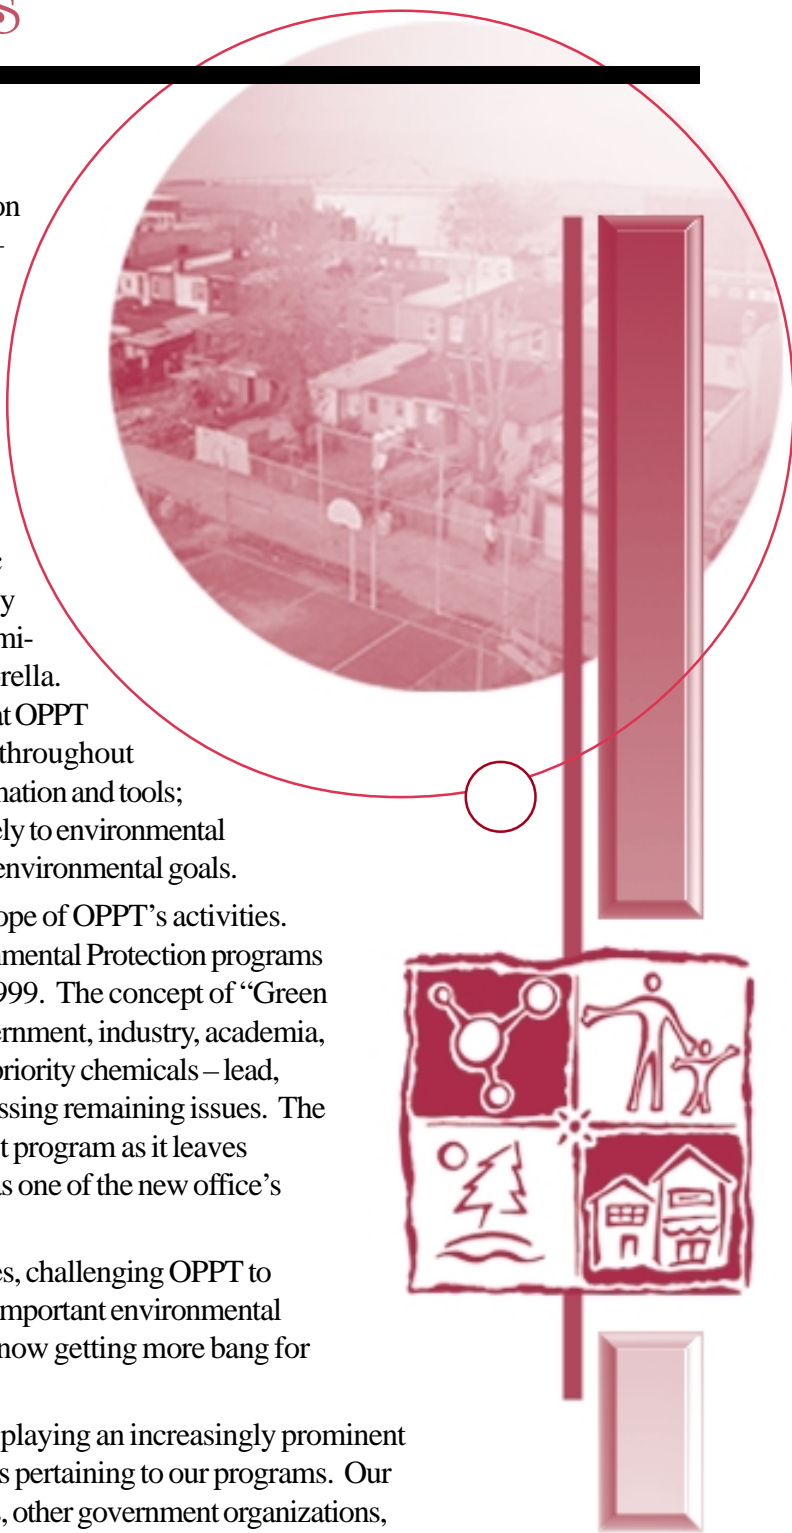 s
on
–
y
mi-
rella.
at OPPT
throughout
nation and tools;
ely to environmental
environmental goals.
ope of OPPT’s activities.
nmental Protection programs
999. The concept of “Green
ernment, industry, academia,
priority chemicals – lead,
ssing remaining issues. The
t program as it leaves
as one of the new office’s
es, challenging OPPT to
important environmental
now getting more bang for
playing an increasingly prominent
s pertaining to our programs. Our
s, other government organizations,